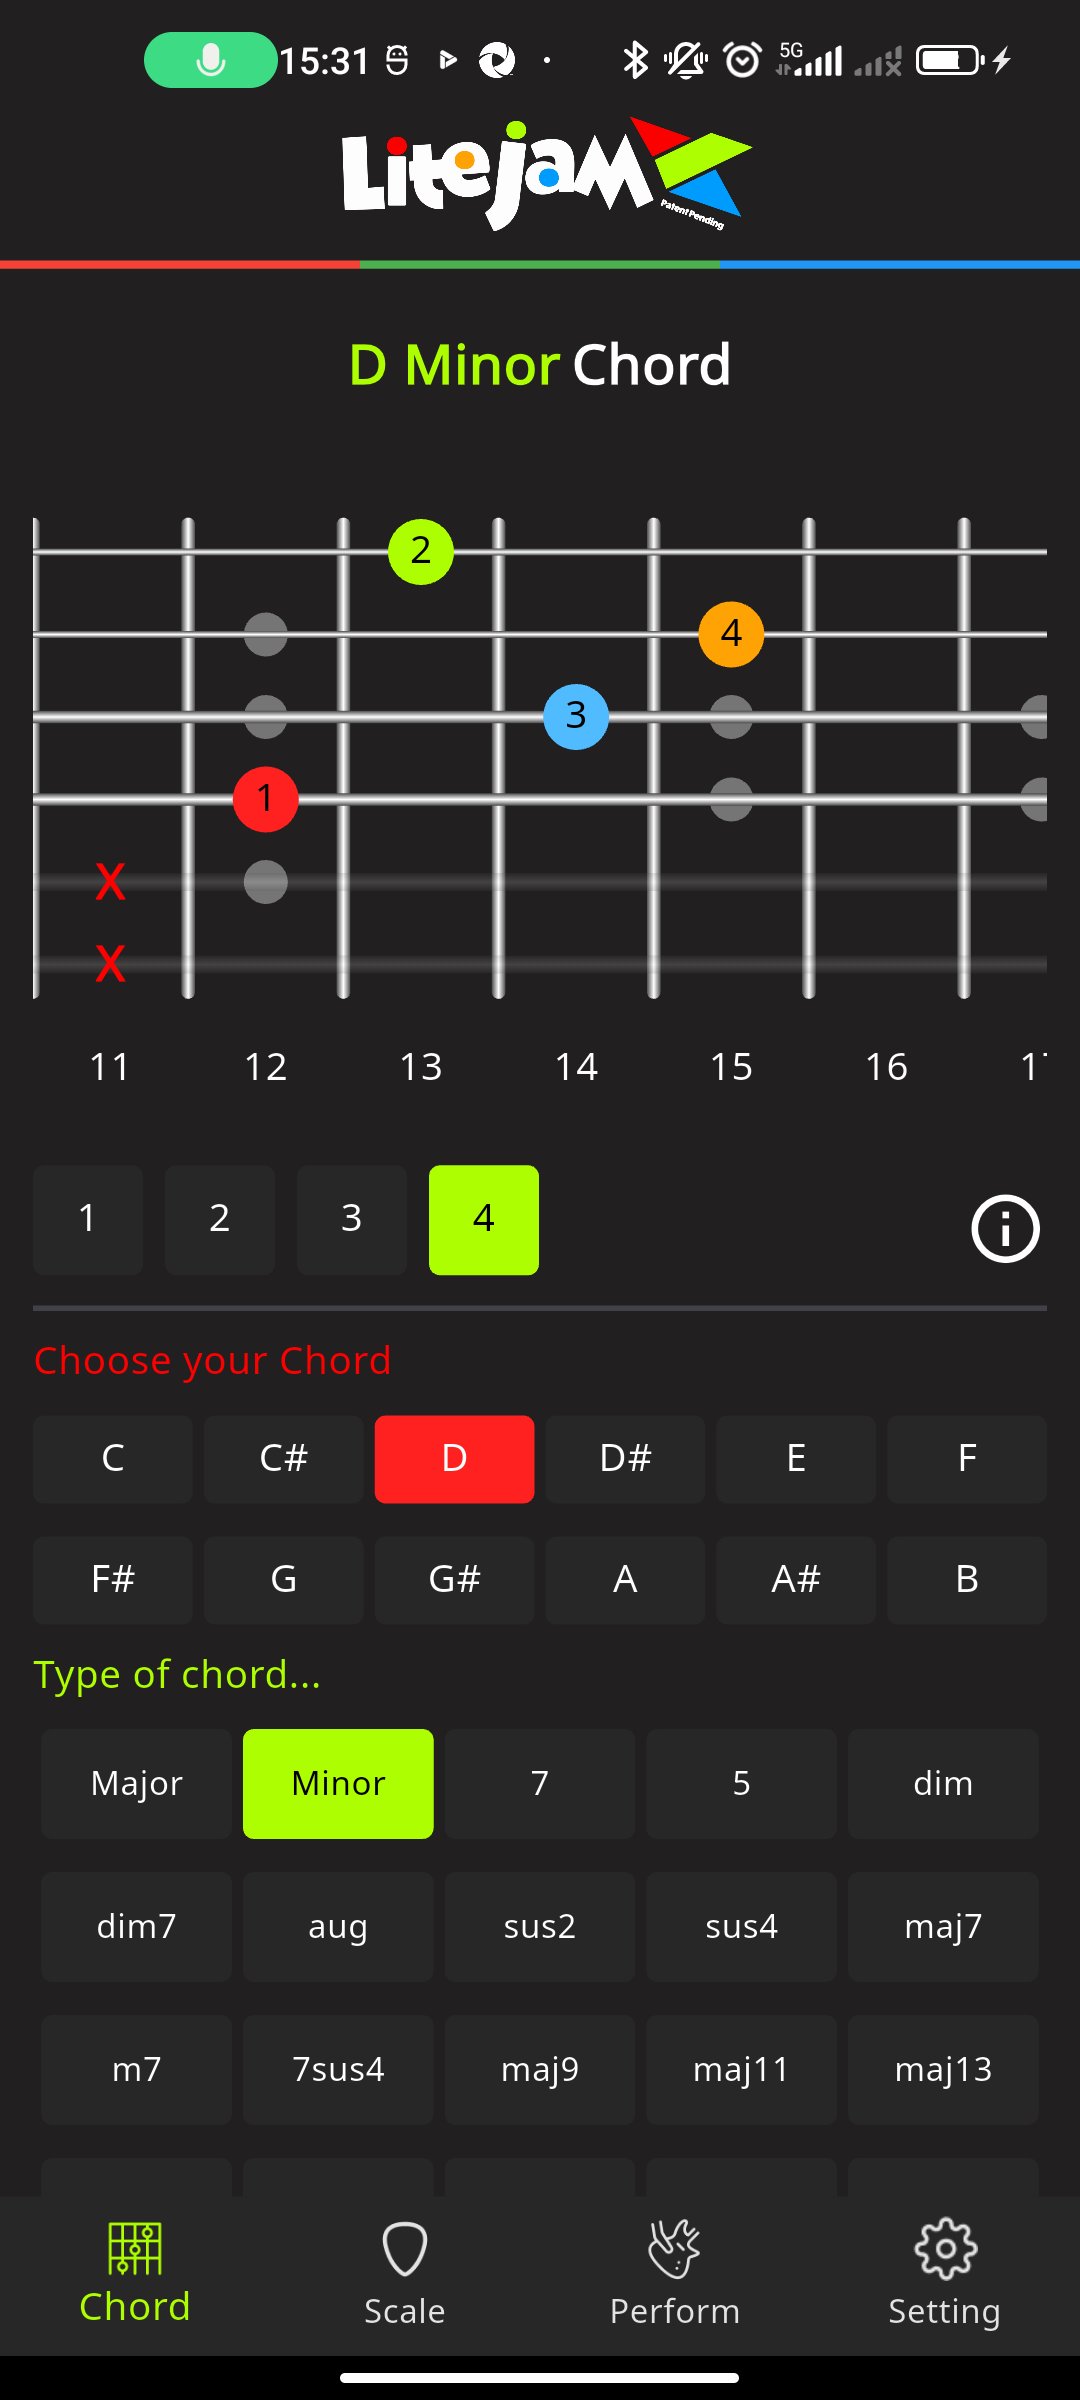 15:31
5G
Litejam
Patent Pending
D Minor Chord
2
4
3
1
X
X
11 12 13 14 15 16
1 2 3 4
Choose your Chord
C C# D D# E F
F# G G# A A# B
Type of chord...
Major Minor 7 5 dim
dim7 aug sus2 sus4 maj7
m7 7sus4 maj9 maj11 maj13
Chord Scale Perform Setting